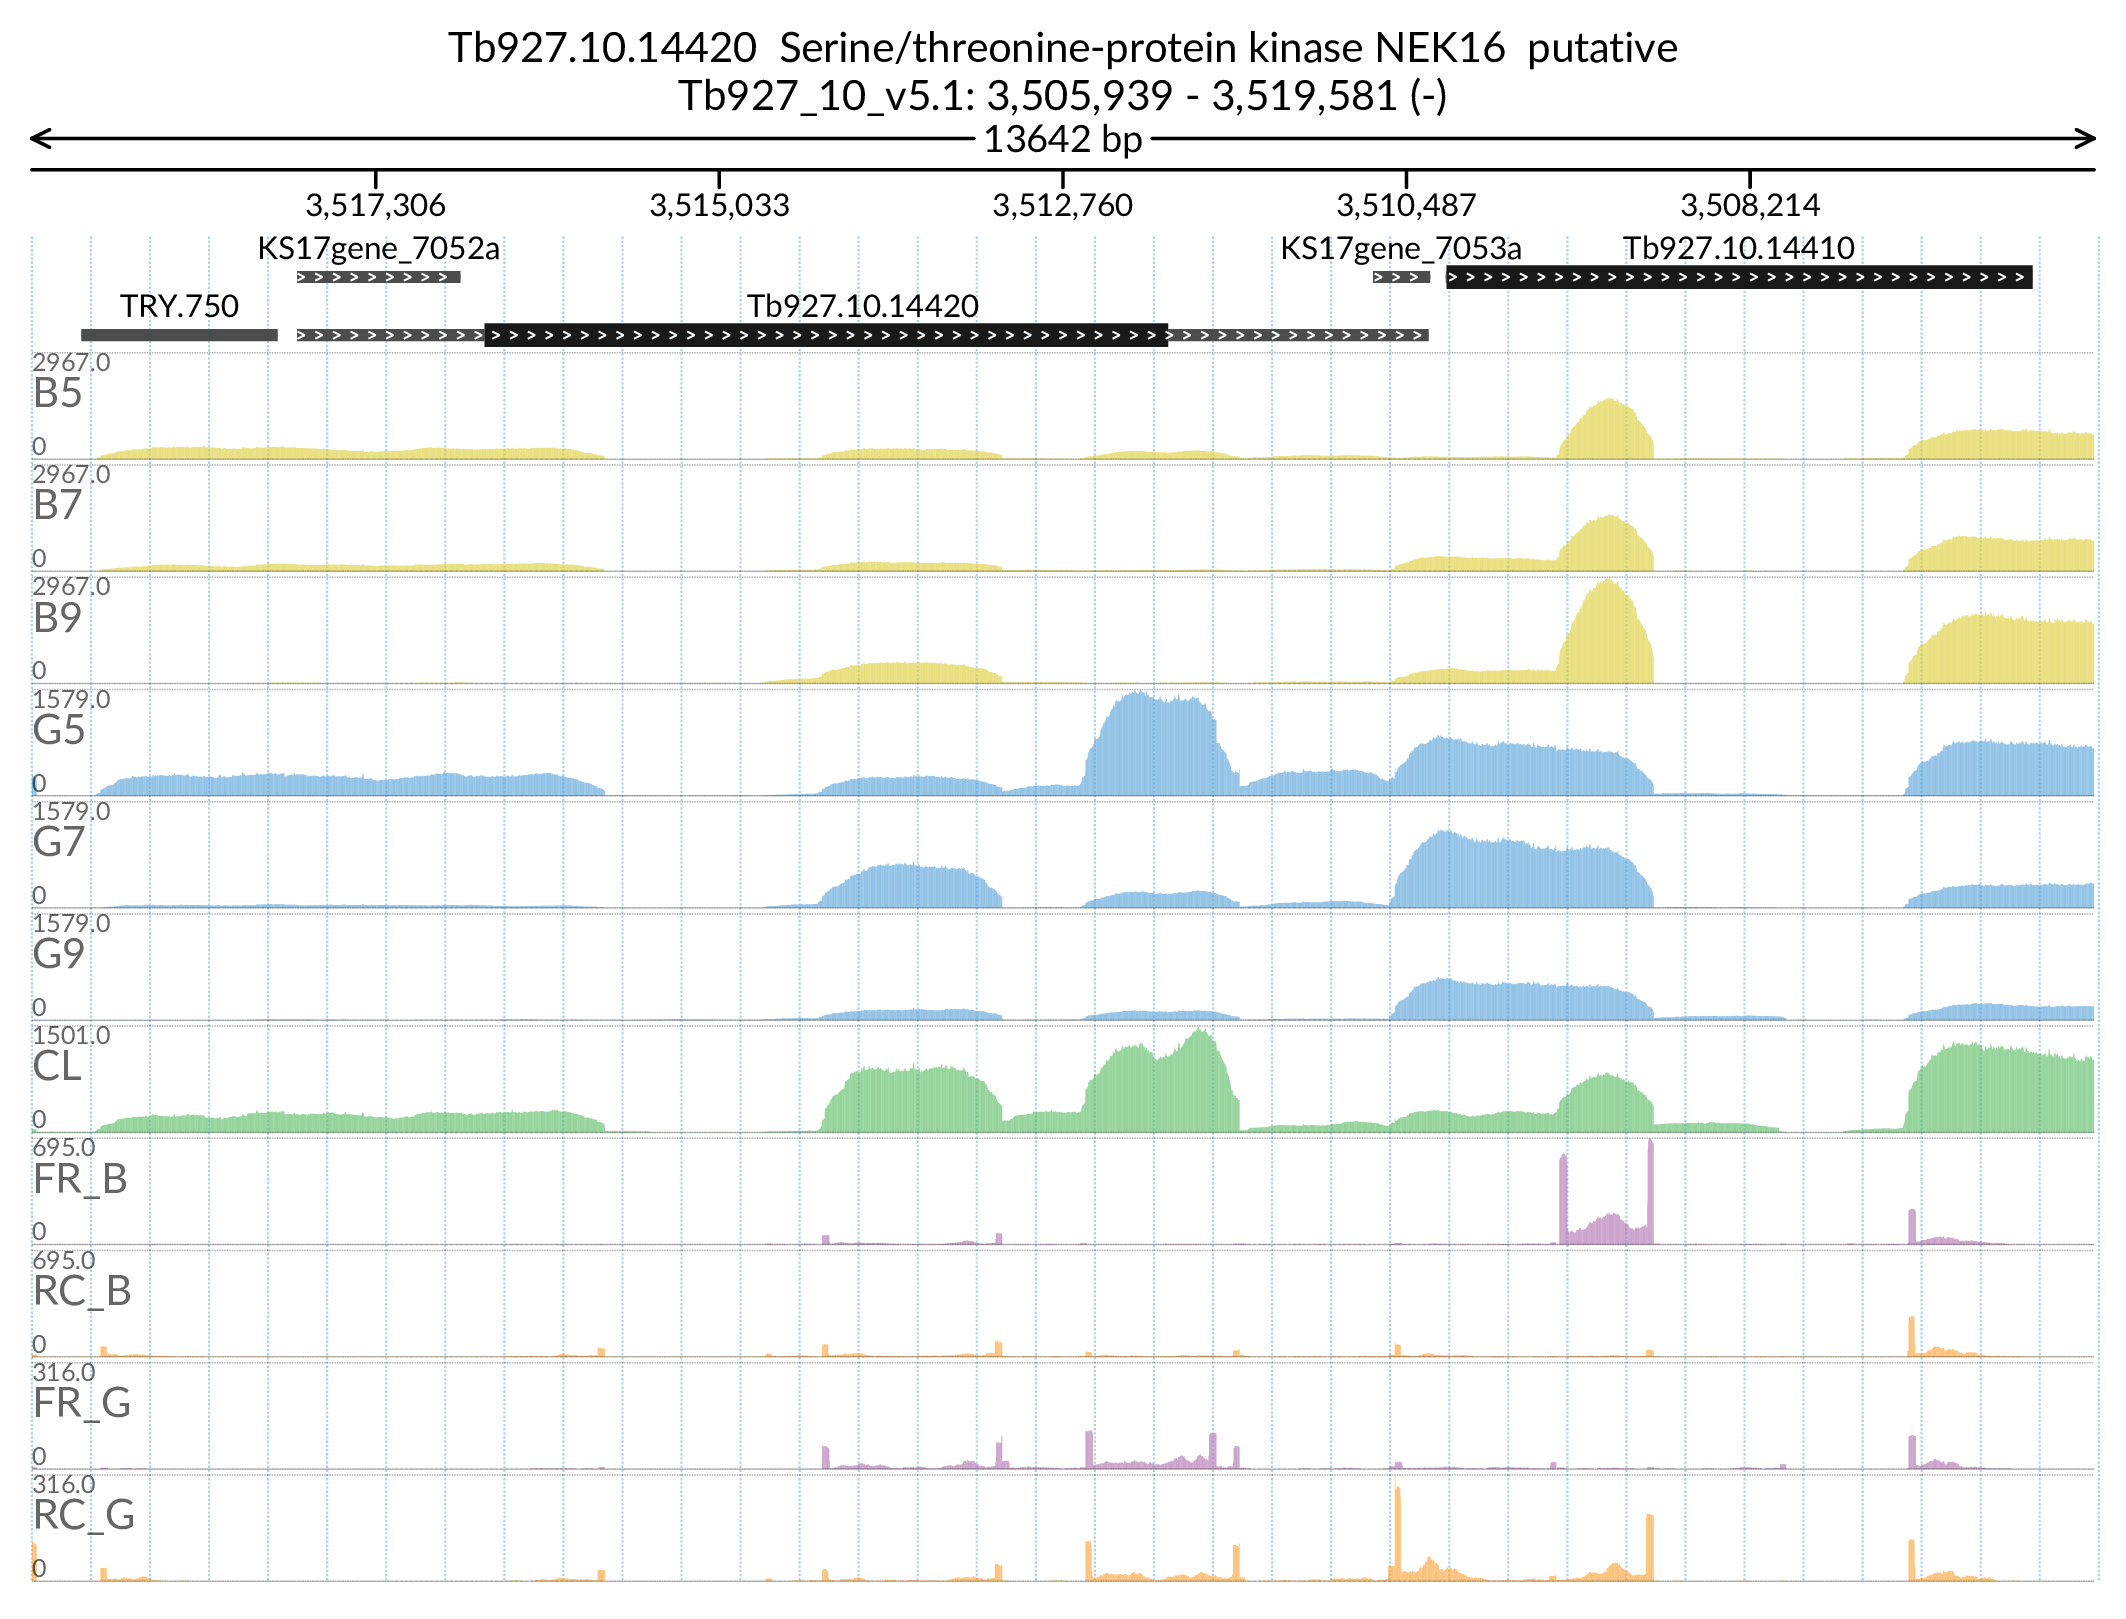 Tb927.10.14420  Serine/threonine-protein kinase NEK16  putative
Tb927_10_v5.1: 3,505,939 - 3,519,581 (-)
13642 bp
3,517,306 3,515,033 3,512,760 3,510,487 3,508,214
KS17gene_7052a KS17gene_7053a Tb927.10.14410
TRY.750 Tb927.10.14420
2967.0
B5
0
2967.0
B7
0
2967.0
B9
0
1579.0
G5
0
1579.0
G7
0
1579.0
G9
0
1501.0
CL
0
695.0
FR_B
0
695.0
RC_B
0
316.0
FR_G
0
316.0
RC_G
0